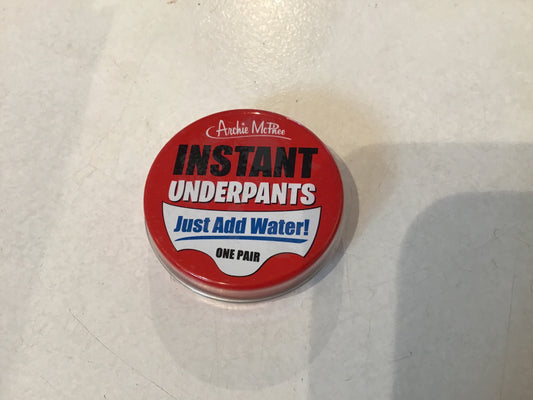 Archie McPhee
INSTANT
UNDERPANTS
Just Add Water!
ONE PAIR